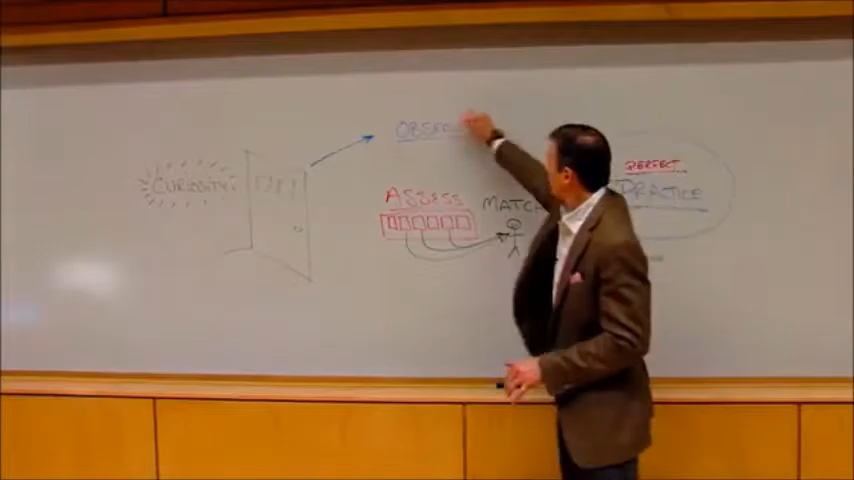 CURIOSITY
ASSESS
MATCH
PERFECT
PRACTICE